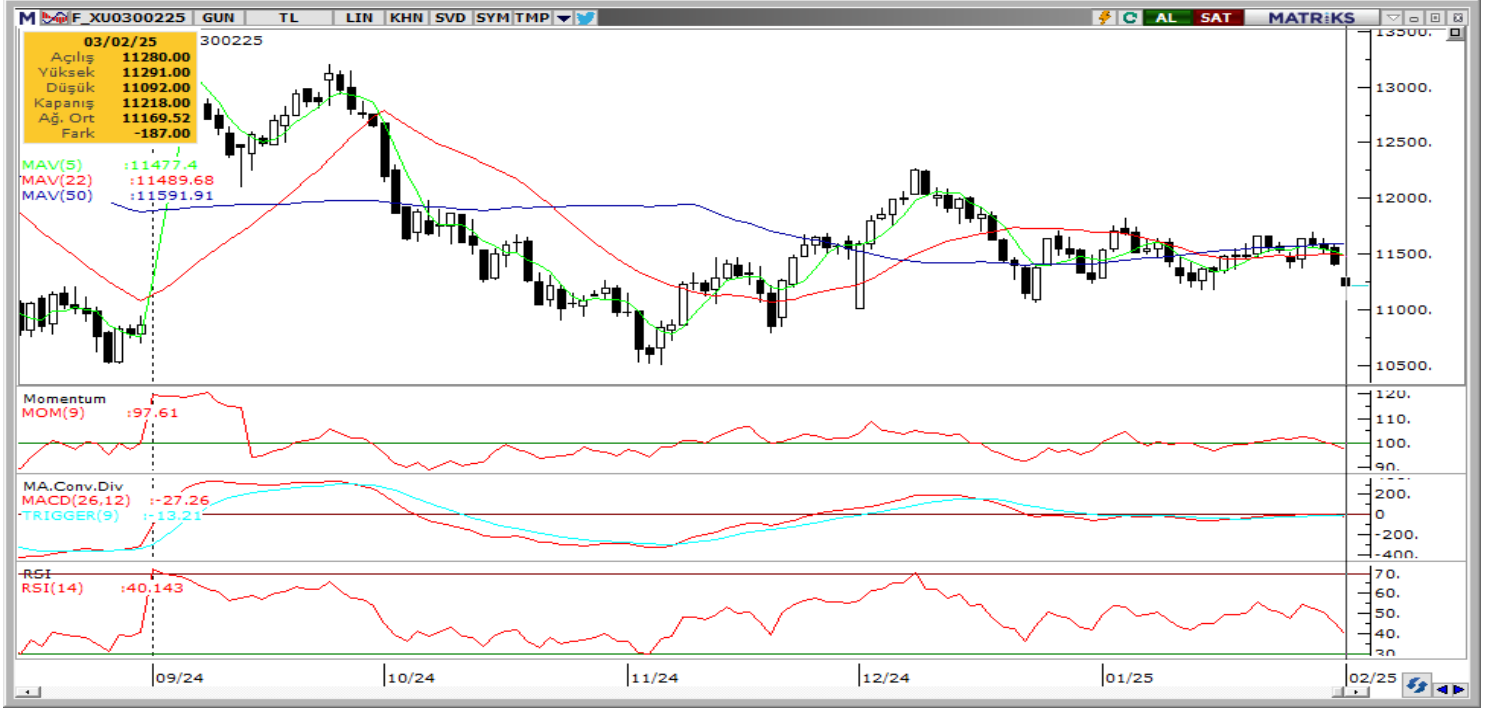 M F_XU0300225 GUN TL LIN KHN SVD SYM TMP AL SAT MATRiKS
300225
03/02/25
Açılış 11280.00
Yüksek 11291.00
Düşük 11092.00
Kapanış 11218.00
Ağ. Ort 11169.52
Fark -187.00
MAV(5) :11477.4
MAV(22) :11489.68
MAV(50) :11591.91
13500.
13000.
12500.
12000.
11500.
11000.
10500.
Momentum
MOM(9) :97.61
120.
110.
100.
90.
MA.Conv.Div
MACD(26,12) :-27.26
TRIGGER(9) :-13.21
200.
0
-200.
-400.
RSI
RSI(14) :40.143
70.
60.
50.
40.
30
09/24 10/24 11/24 12/24 01/25 02/25